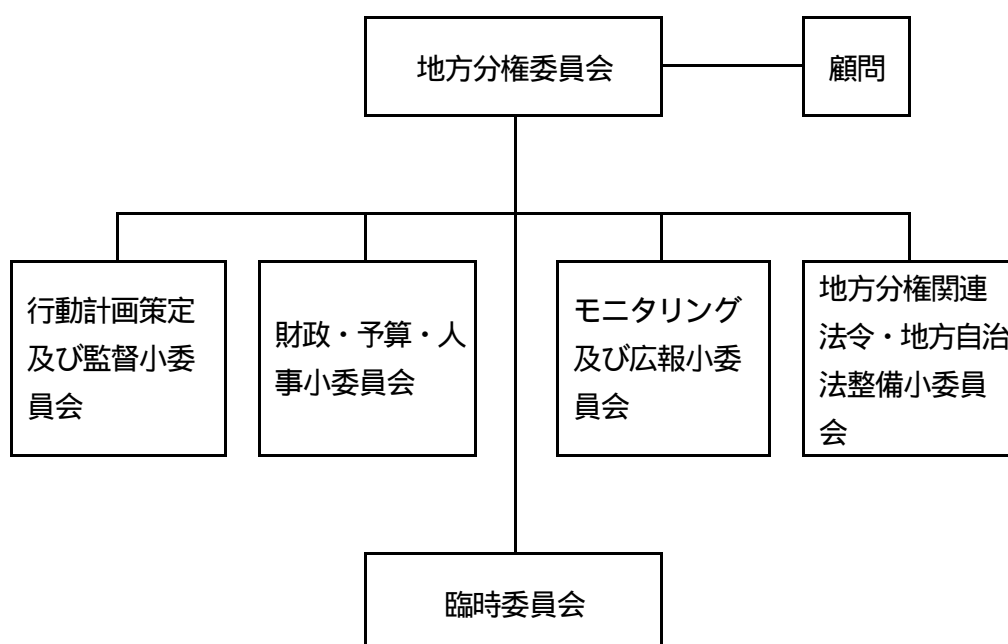 地方分権委員会
顧問
行動計画策定
及び監督小委
員会
財政・予算・人
事小委員会
モニタリング
及び広報小委
員会
地方分権関連
法令・地方自治
法整備小委員
会
臨時委員会